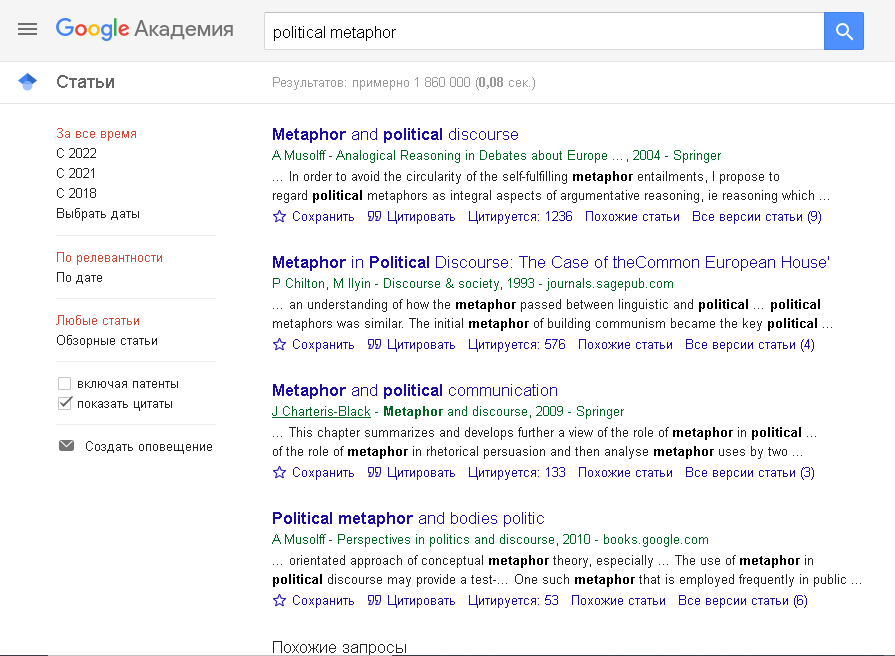 Google Академия
political metaphor
Статьи
Результатов: примерно 1 860 000 (0,08 сек.)
За все время
С 2022
С 2021
С 2018
Выбрать даты
По релевантности
По дате
Любые статьи
Обзорные статьи
включая патенты
показать цитаты
Создать оповещение
Metaphor and political discourse
A Musolff - Analogical Reasoning in Debates about Europe …, 2004 - Springer
… In order to avoid the circularity of the self-fulfilling metaphor entailments, I propose to
regard political metaphors as integral aspects of argumentative reasoning, ie reasoning which …
Сохранить Цитировать Цитируется: 1236 Похожие статьи Все версии статьи (9)
Metaphor in Political Discourse: The Case of theCommon European House'
P Chilton, M Ilyin - Discourse & society, 1993 - journals.sagepub.com
… an understanding of how the metaphor passed between linguistic and political … political
metaphors was similar. The initial metaphor of building communism became the key political …
Сохранить Цитировать Цитируется: 576 Похожие статьи Все версии статьи (4)
Metaphor and political communication
J Charteris-Black - Metaphor and discourse, 2009 - Springer
… This chapter summarizes and develops further a view of the role of metaphor in political …
of the role of metaphor in rhetorical persuasion and then analyse metaphor uses by two …
Сохранить Цитировать Цитируется: 133 Похожие статьи Все версии статьи (3)
Political metaphor and bodies politic
A Musolff - Perspectives in politics and discourse, 2010 - books.google.com
… orientated approach of conceptual metaphor theory, especially … The use of metaphor in
political discourse may provide a test-… One such metaphor that is employed frequently in public …
Сохранить Цитировать Цитируется: 53 Похожие статьи Все версии статьи (6)
Похожие запросы